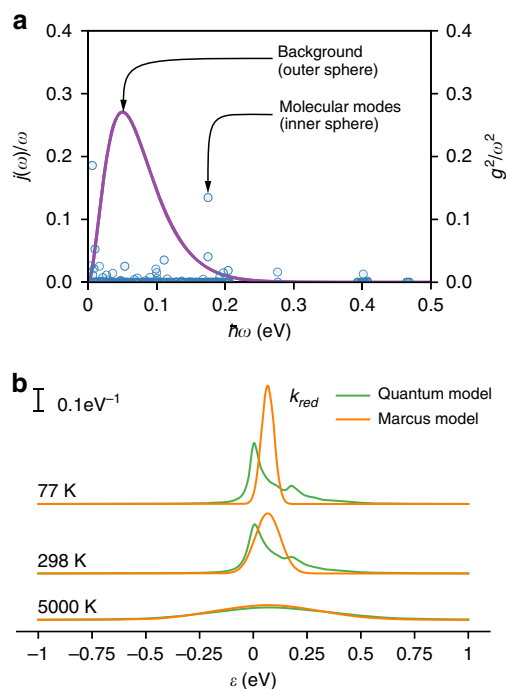 a
0.4
0.3
0.2
0.1
0.0
j(ω)/ω
Background
(outer sphere)
Molecular modes
(inner sphere)
0.4
0.3
0.2
0.1
0.0
g²/ω²
0 0.1 0.2 0.3 0.4 0.5
ℏω (eV)
b
0.1eV⁻¹
k_red
Quantum model
Marcus model
77 K
298 K
5000 K
−1 −0.75 −0.5 −0.25 0 0.25 0.5 0.75 1
ε (eV)